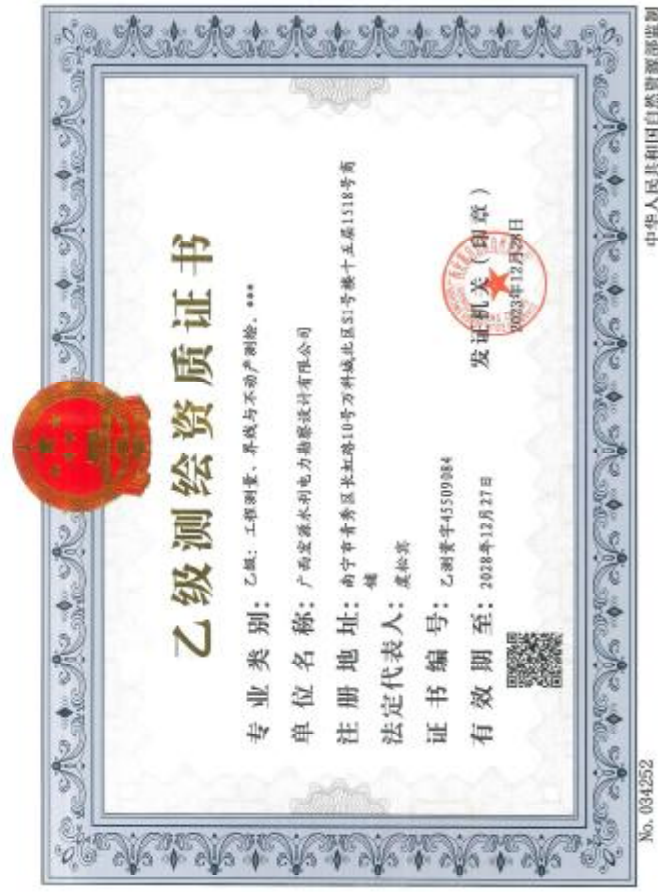 乙级测绘资质证书
专业类别：乙级：工程测量、界线与不动产测绘。***
单位名称：广西宏源水利电力勘察设计有限公司
注册地址：南宁市青秀区长虹路10号万科城北区S1号楼十五层1518号商
铺
法定代表人：庞松宾
证书编号：乙测资字45509084
有效期至：2028年12月27日
发证机关（印章）
2023年12月28日
No. 034252
中华人民共和国自然资源部监制